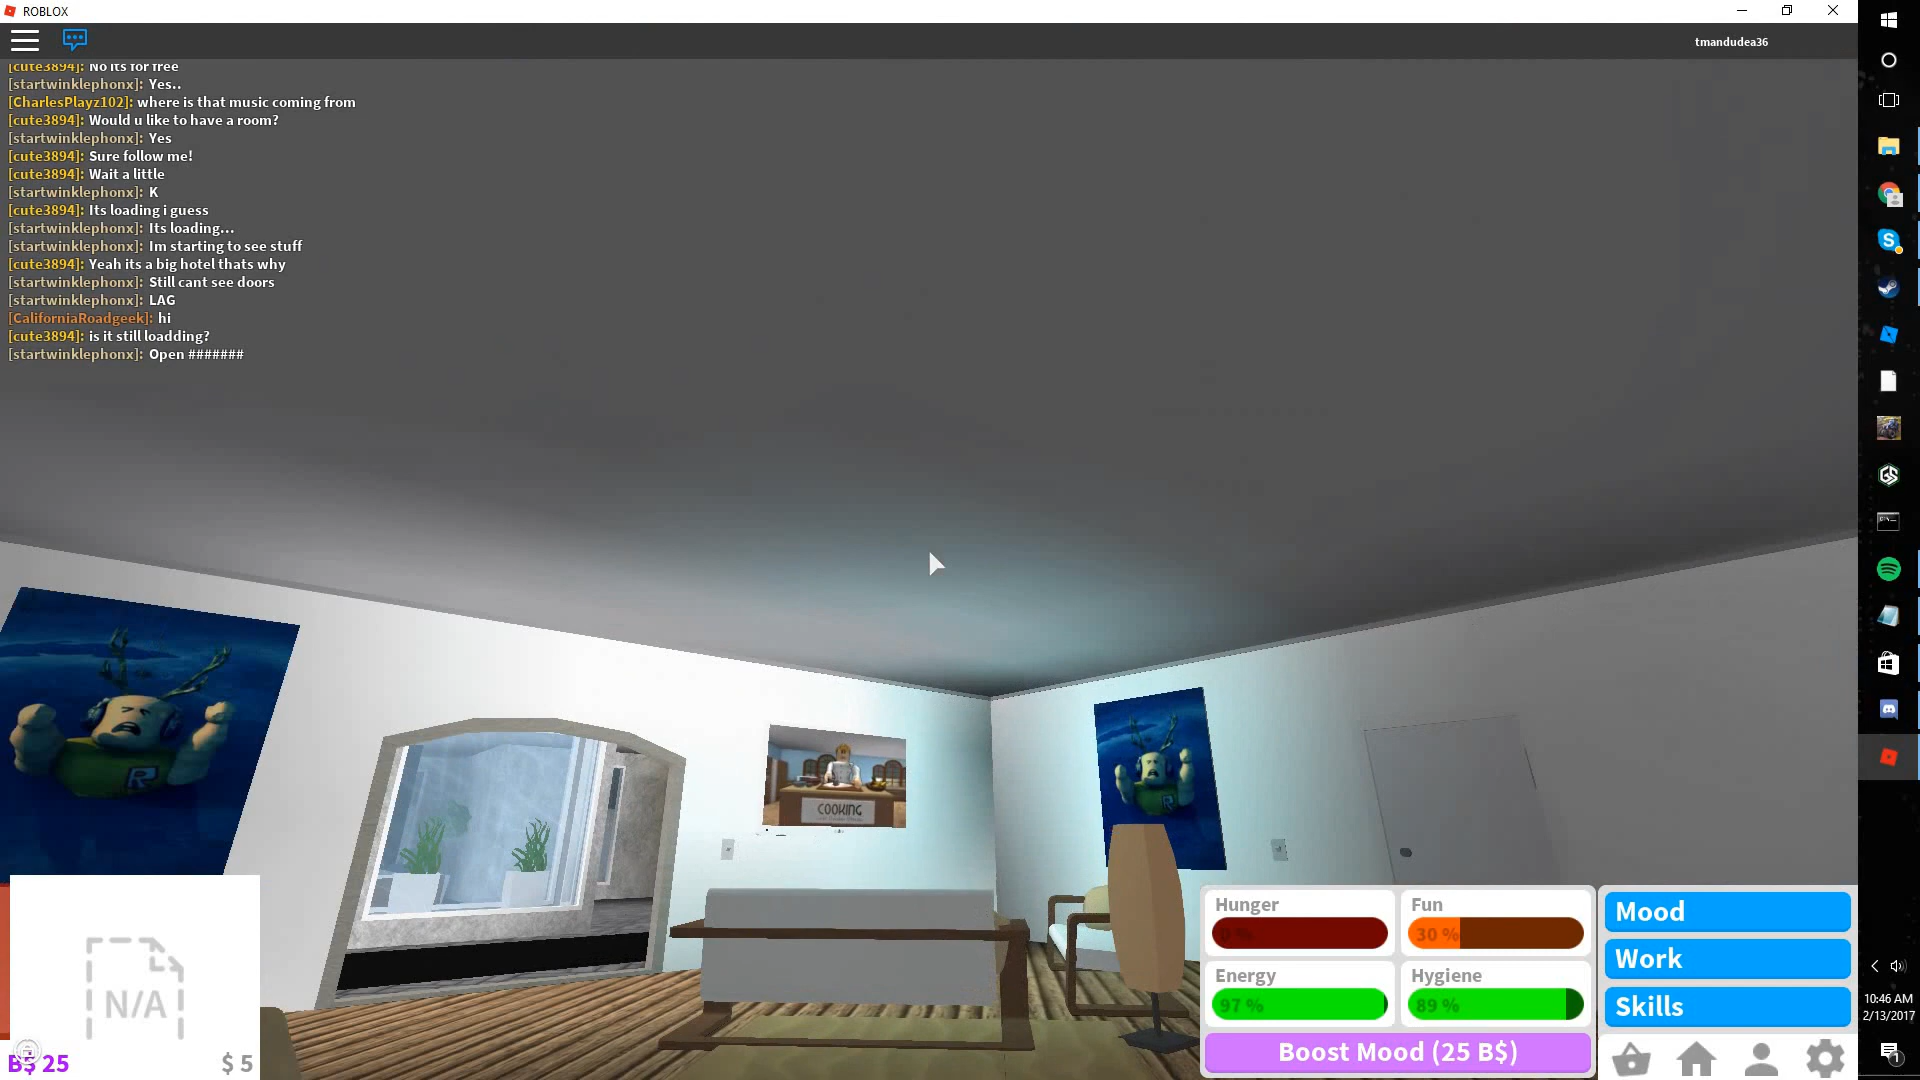 ROBLOX
tmandudea36
[cute3894]: No its for free
[startwinklephonx]: Yes..
[CharlesPlayz102]: where is that music coming from
[cute3894]: Would u like to have a room?
[startwinklephonx]: Yes
[cute3894]: Sure follow me!
[cute3894]: Wait a little
[startwinklephonx]: K
[cute3894]: Its loading i guess
[startwinklephonx]: Its loading...
[startwinklephonx]: Im starting to see stuff
[cute3894]: Yeah its a big hotel thats why
[startwinklephonx]: Still cant see doors
[startwinklephonx]: LAG
[CaliforniaRoadgeek]: hi
[cute3894]: is it still loadding?
[startwinklephonx]: Open #######
COOKING
N/A
B$ 25
$ 5
Hunger
0 %
Fun
30 %
Energy
97 %
Hygiene
89 %
Boost Mood (25 B$)
Mood
Work
Skills
10:46 AM
2/13/2017
1